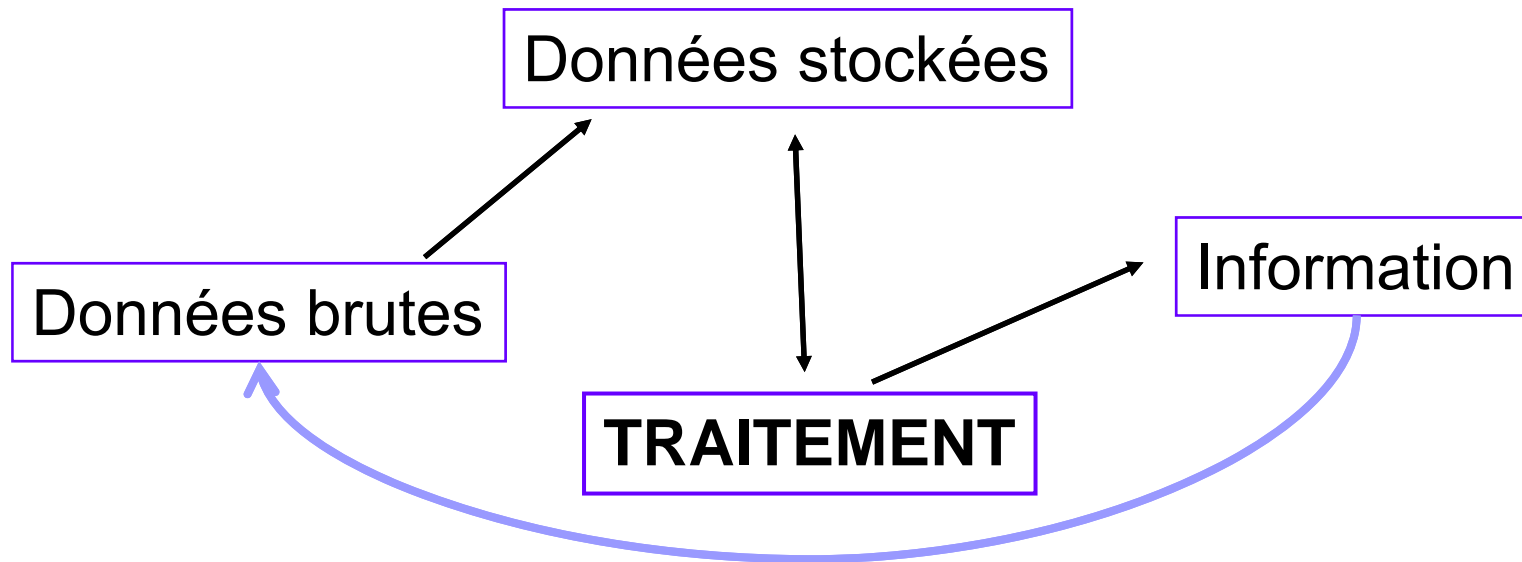 Données stockées
Information
Données brutes
TRAITEMENT